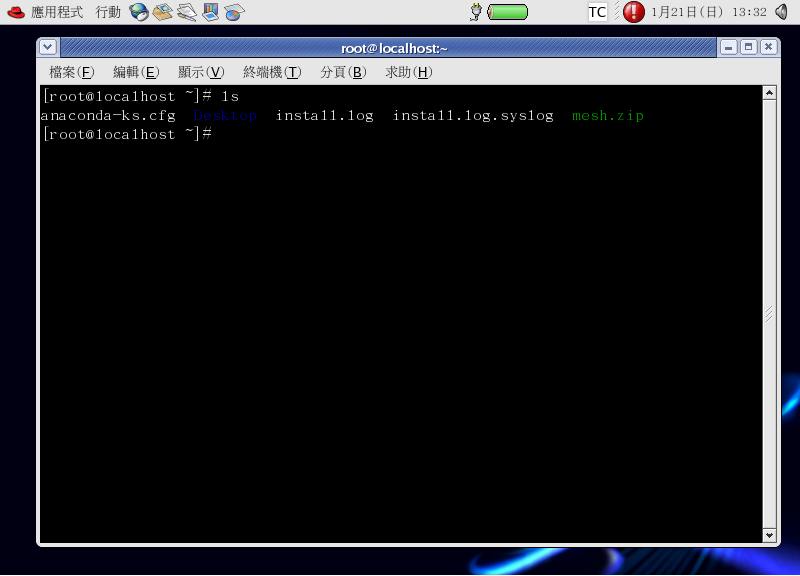 應用程式 行動 TC 1月21日(日) 13:32
root@localhost:~
檔案(F) 編輯(E) 顯示(V) 終端機(T) 分頁(B) 求助(H)
[root@localhost ~]# ls
anaconda-ks.cfg Desktop install.log install.log.syslog mesh.zip
[root@localhost ~]#